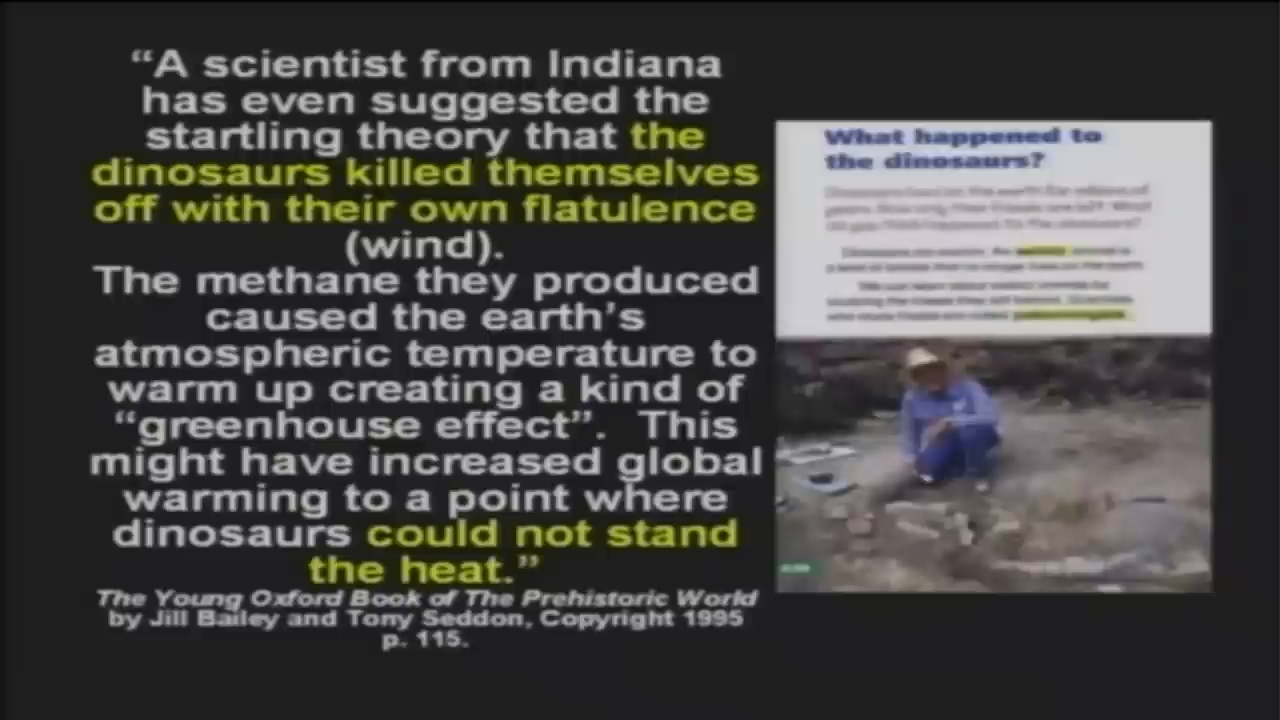 “A scientist from Indiana
has even suggested the
startling theory that the
dinosaurs killed themselves
off with their own flatulence
(wind).
The methane they produced
caused the earth’s
atmospheric temperature to
warm up creating a kind of
“greenhouse effect”.  This
might have increased global
warming to a point where
dinosaurs could not stand
the heat.”
The Young Oxford Book of The Prehistoric World
by Jill Bailey and Tony Seddon, Copyright 1995
p. 115.
What happened to
the dinosaurs?